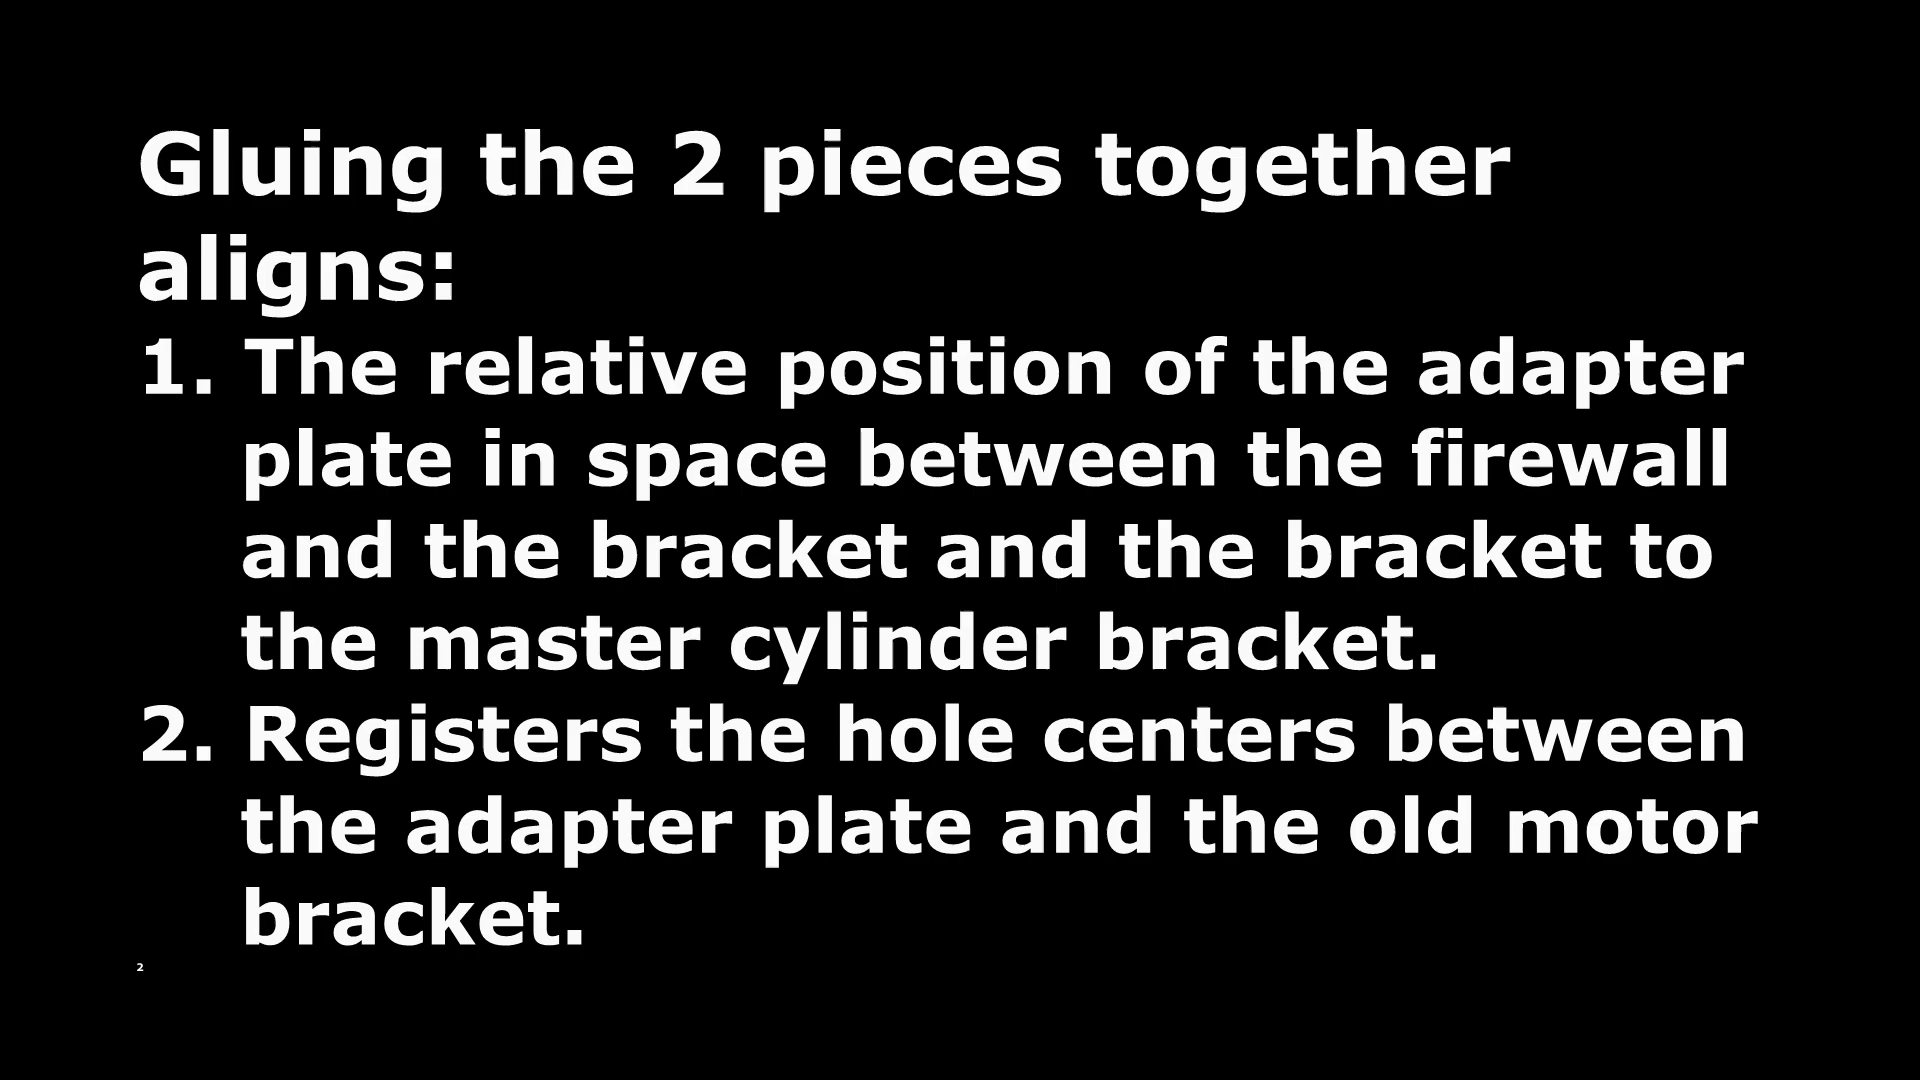 Gluing the 2 pieces together
aligns:
1. The relative position of the adapter
plate in space between the firewall
and the bracket and the bracket to
the master cylinder bracket.
2. Registers the hole centers between
the adapter plate and the old motor
bracket.
2